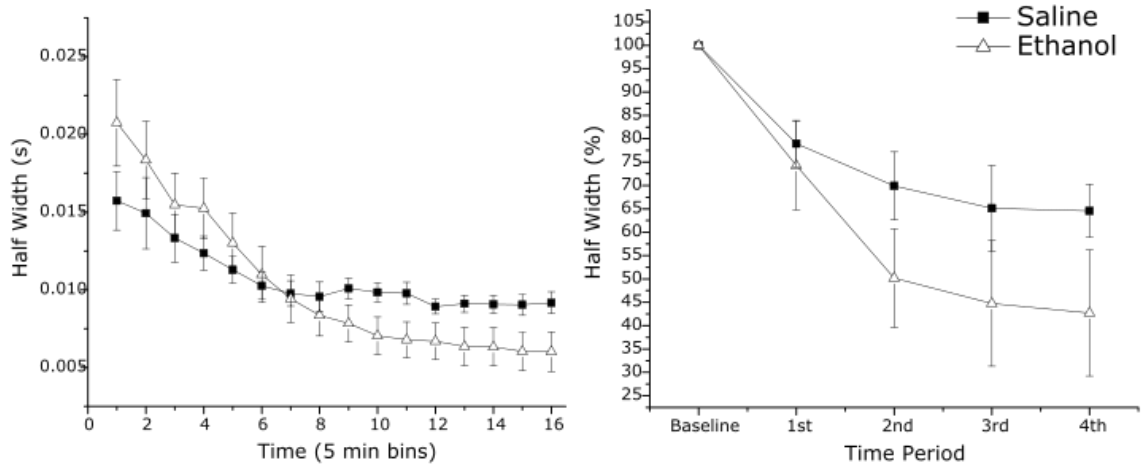 Half Width (s)
0.025
0.020
0.015
0.010
0.005
0 2 4 6 8 10 12 14 16
Time (5 min bins)
Half Width (%)
105
100
95
90
85
80
75
70
65
60
55
50
45
40
35
30
25
Baseline 1st 2nd 3rd 4th
Time Period
Saline
Ethanol